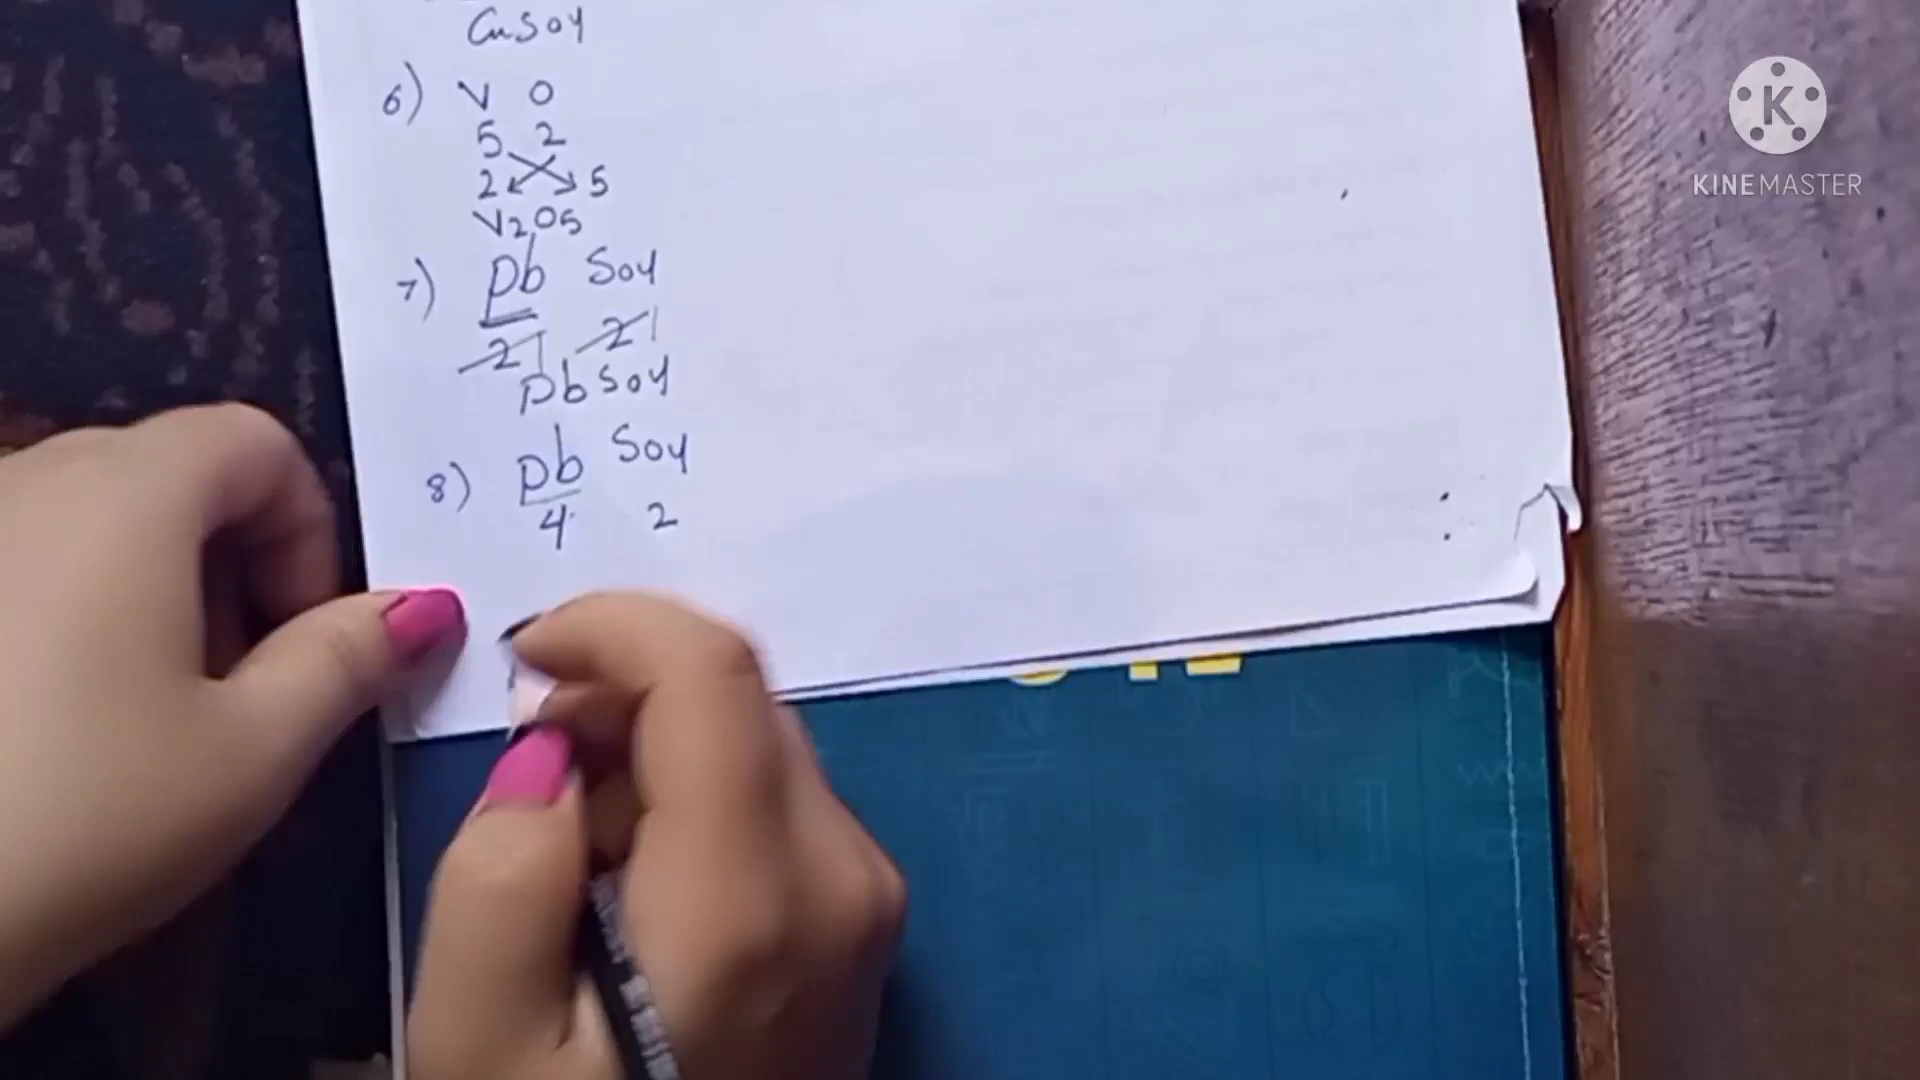 CuSo4
6) V O
5 2
2 5
V2O5
7) Pb So4
2 1 2 1
PbSo4
8) Pb So4
4 2
K
KINEMASTER